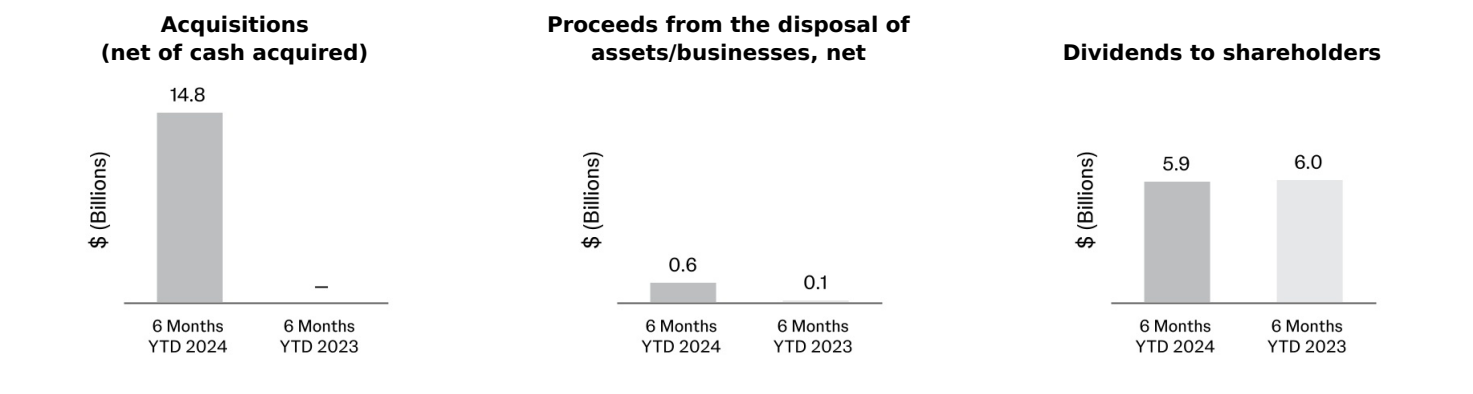 Acquisitions
(net of cash acquired)
14.8
–
$ (Billions)
6 Months
YTD 2024
6 Months
YTD 2023
Proceeds from the disposal of
assets/businesses, net
0.6
0.1
$ (Billions)
6 Months
YTD 2024
6 Months
YTD 2023
Dividends to shareholders
5.9
6.0
$ (Billions)
6 Months
YTD 2024
6 Months
YTD 2023